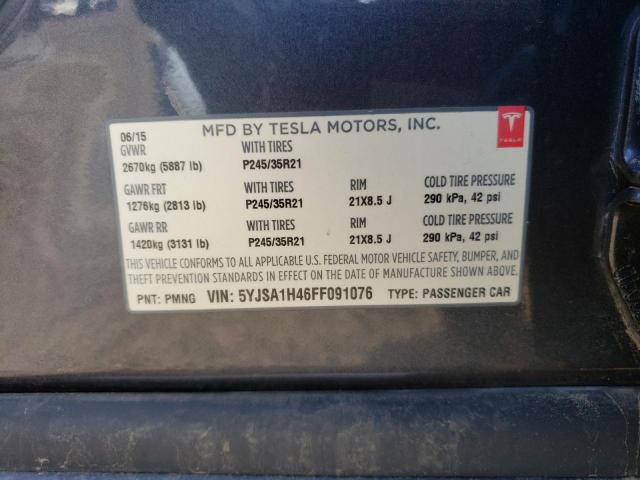 06/15 MFD BY TESLA MOTORS, INC. TESLA
GVWR WITH TIRES
2670kg (5887 lb) P245/35R21
GAWR FRT WITH TIRES RIM COLD TIRE PRESSURE
1276kg (2813 lb) P245/35R21 21X8.5 J 290 kPa, 42 psi
GAWR RR WITH TIRES RIM COLD TIRE PRESSURE
1420kg (3131 lb) P245/35R21 21X8.5 J 290 kPa, 42 psi
THIS VEHICLE CONFORMS TO ALL APPLICABLE U.S. FEDERAL MOTOR VEHICLE SAFETY, BUMPER, AND
THEFT PREVENTION STANDARDS IN EFFECT ON THE DATE OF MANUFACTURE SHOWN ABOVE.
PNT: PMNG VIN: 5YJSA1H46FF091076 TYPE: PASSENGER CAR